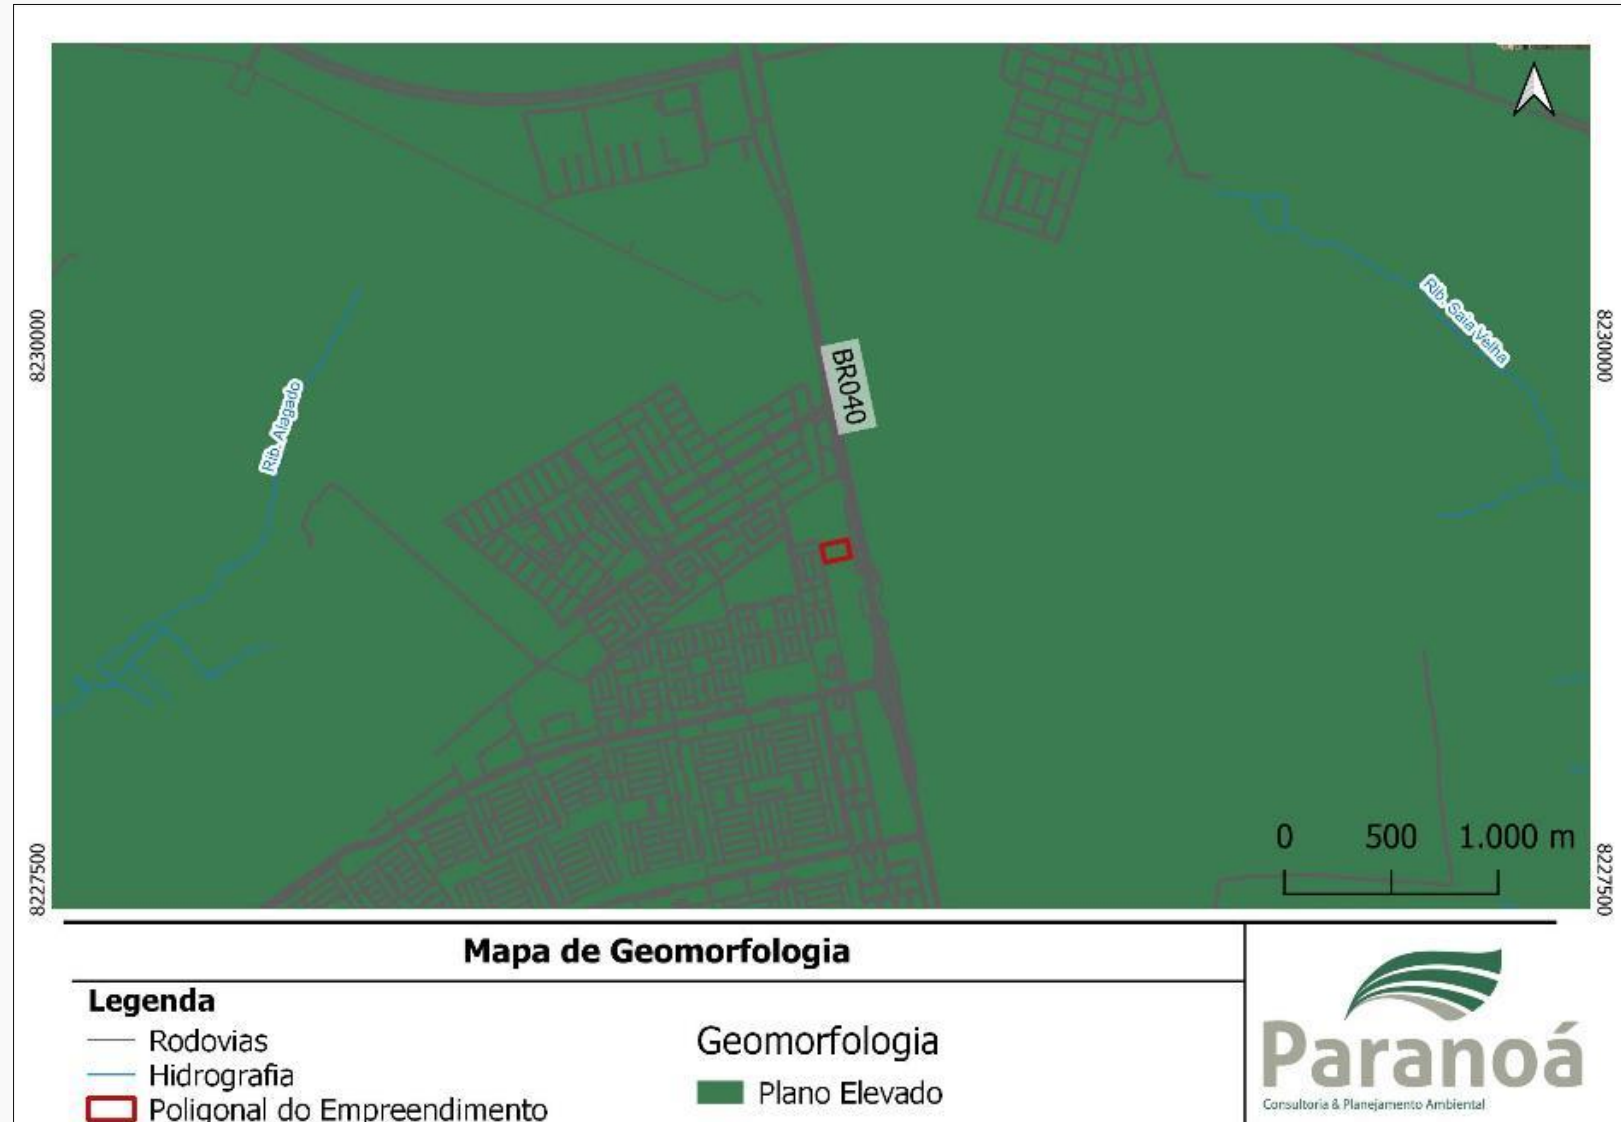 8230000
8230000
Rib. Saia Velha
BR040
Rib. Alagado
0 500 1.000 m
8227500
8227500
Mapa de Geomorfologia
Legenda
Rodovias
Hidrografia
Poligonal do Empreendimento
Geomorfologia
Plano Elevado
Paranoá
Consultoria & Planejamento Ambiental